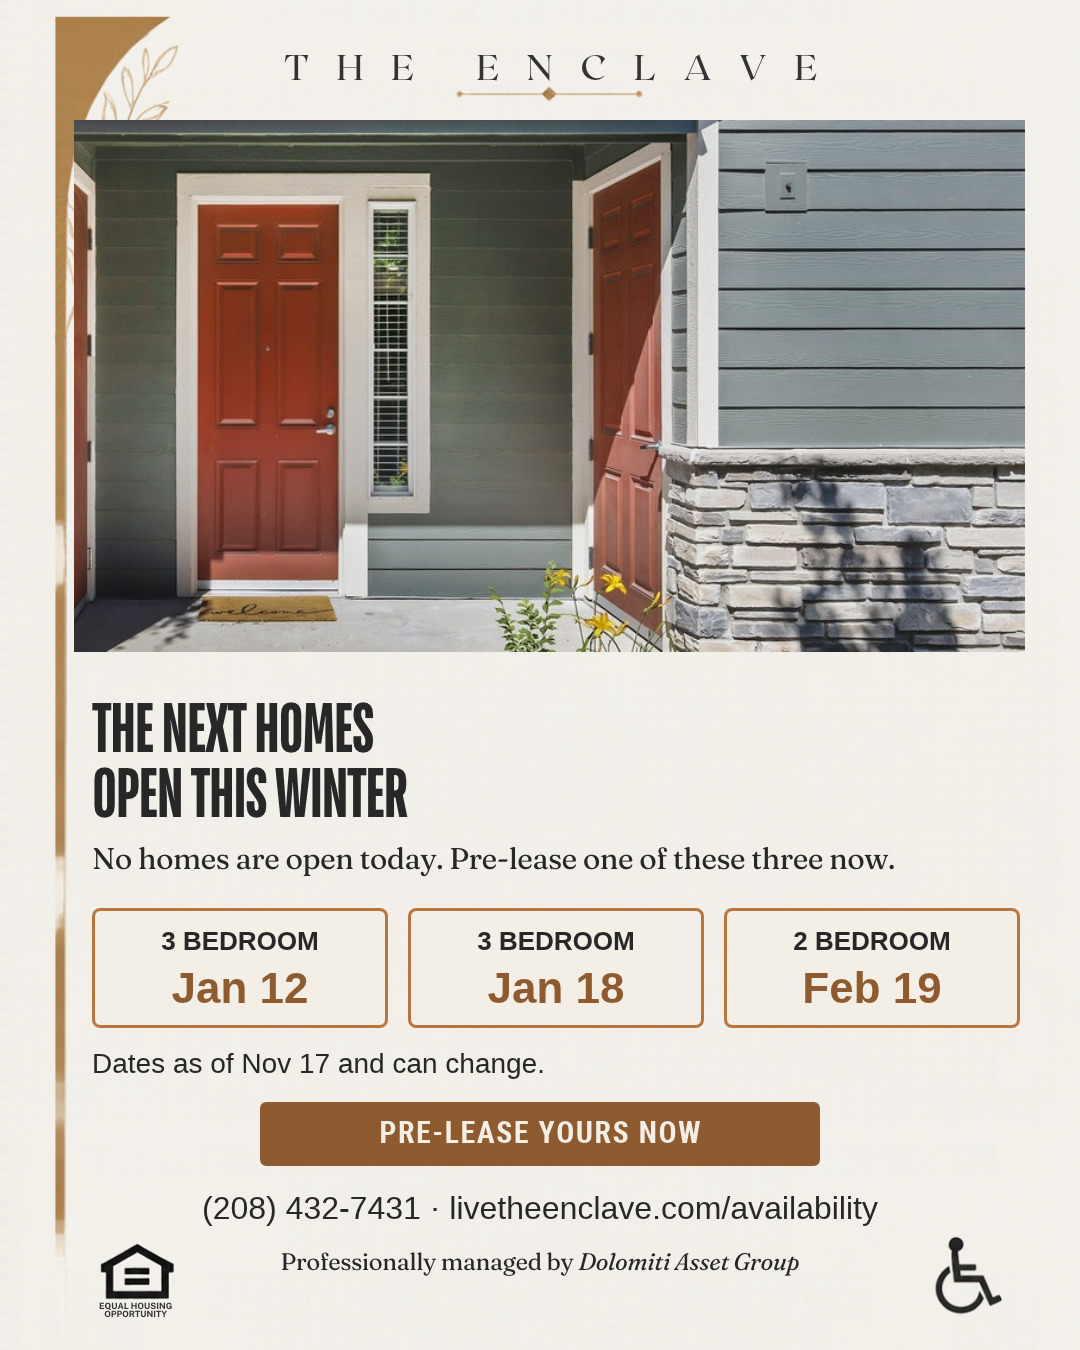 THE ENCLAVE
welcome
THE NEXT HOMES
OPEN THIS WINTER
No homes are open today. Pre-lease one of these three now.
3 BEDROOM
Jan 12
3 BEDROOM
Jan 18
2 BEDROOM
Feb 19
Dates as of Nov 17 and can change.
PRE-LEASE YOURS NOW
(208) 432-7431 · livetheenclave.com/availability
Professionally managed by Dolomiti Asset Group
EQUAL HOUSING
OPPORTUNITY